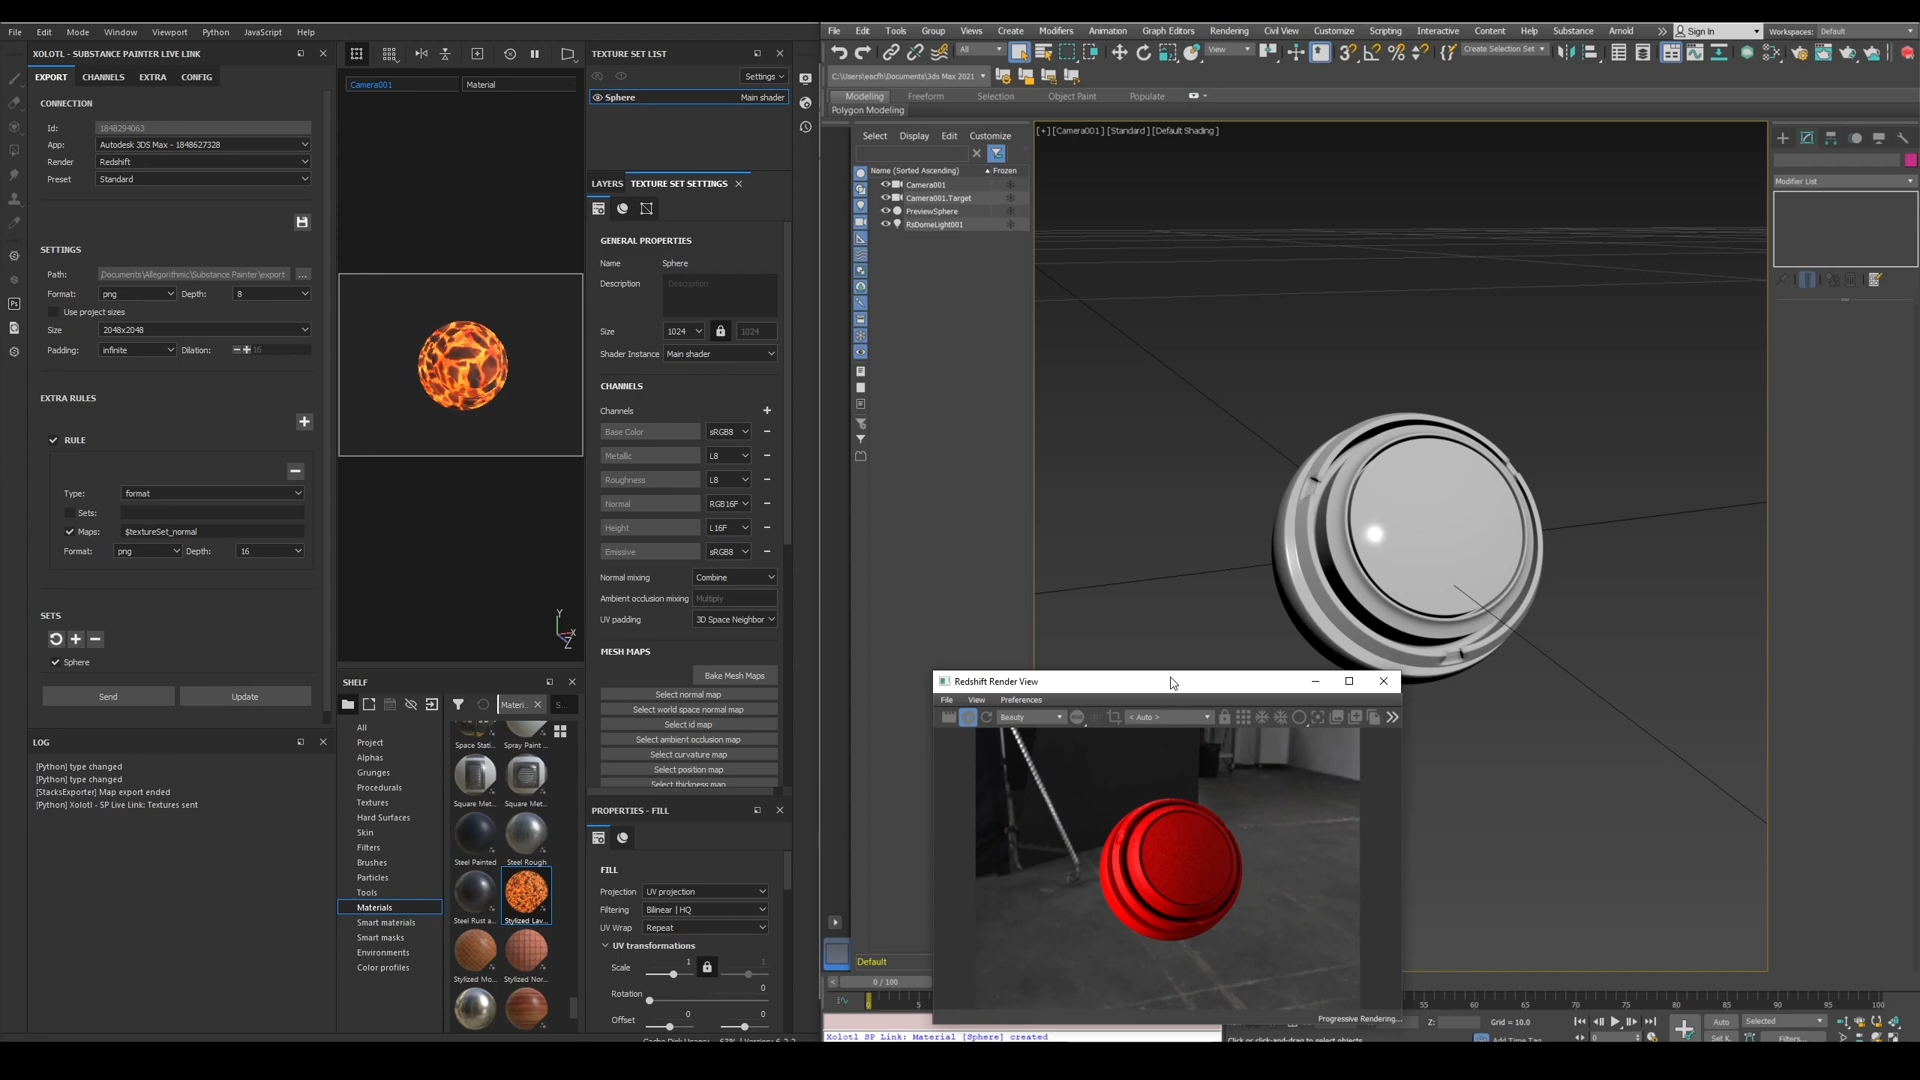 File Edit Mode Window Viewport Python JavaScript Help
XOLOTL - SUBSTANCE PAINTER LIVE LINK
EXPORT CHANNELS EXTRA CONFIG
CONNECTION
Id: 1848294063
App: Autodesk 3DS Max - 1848627328
Render Redshift
Preset Standard
SETTINGS
Path: Documents\Allegorithmic\Substance Painter\export ...
Format: png Depth: 8
Use project sizes
Size 2048x2048
Padding: infinite Dilation: 16
EXTRA RULES
RULE
Type: format
Sets:
Maps: $textureSet_normal
Format: png Depth: 16
SETS
Sphere
Send Update
LOG
[Python] type changed
[Python] type changed
[StacksExporter] Map export ended
[Python] Xolotl - SP Live Link: Textures sent
Camera001 Material
Y
X
Z
SHELF
Materi...
S...
All
Project
Alphas
Grunges
Procedurals
Textures
Hard Surfaces
Skin
Filters
Brushes
Particles
Tools
Materials
Smart materials
Smart masks
Environments
Color profiles
Space Stati... Spray Paint ...
Square Met... Square Met...
Steel Painted Steel Rough
Steel Rust a... Stylized Lav...
Stylized Mo... Stylized Nor...
TEXTURE SET LIST
Settings
Sphere Main shader
LAYERS TEXTURE SET SETTINGS
GENERAL PROPERTIES
Name Sphere
Description Description
Size 1024 1024
Shader Instance Main shader
CHANNELS
Channels
Base Color sRGB8
Metallic L8
Roughness L8
Normal RGB16F
Height L16F
Emissive sRGB8
Normal mixing Combine
Ambient occlusion mixing Multiply
UV padding 3D Space Neighbor
MESH MAPS
Bake Mesh Maps
Select normal map
Select world space normal map
Select id map
Select ambient occlusion map
Select curvature map
Select position map
Select thickness map
PROPERTIES - FILL
FILL
Projection UV projection
Filtering Bilinear | HQ
UV Wrap Repeat
UV transformations
Scale 1 1
Rotation 0
Offset 0 0
File Edit Tools Group Views Create Modifiers Animation Graph Editors Rendering Civil View Customize Scripting Interactive Content Help Substance Arnold Sign In Workspaces: Default
All View Create Selection Set
C:\Users\eacfh\Documents\3ds Max 2021
Modeling Freeform Selection Object Paint Populate
Polygon Modeling
Select Display Edit Customize
Name (Sorted Ascending) Frozen
Camera001
Camera001.Target
PreviewSphere
RsDomeLight001
[+] [Camera001] [Standard] [Default Shading]
Modifier List
Redshift Render View
File View Preferences
Beauty < Auto >
Progressive Rendering...
Default
0 / 100
0 5 55 60 65 70 75 80 85 90 95 100
Xolotl SP Link: Material [Sphere] created
Click or click-and-drag to select objects
Z: Grid = 10.0
Add Time Tag
0
Auto Selected
Set K. Filters...